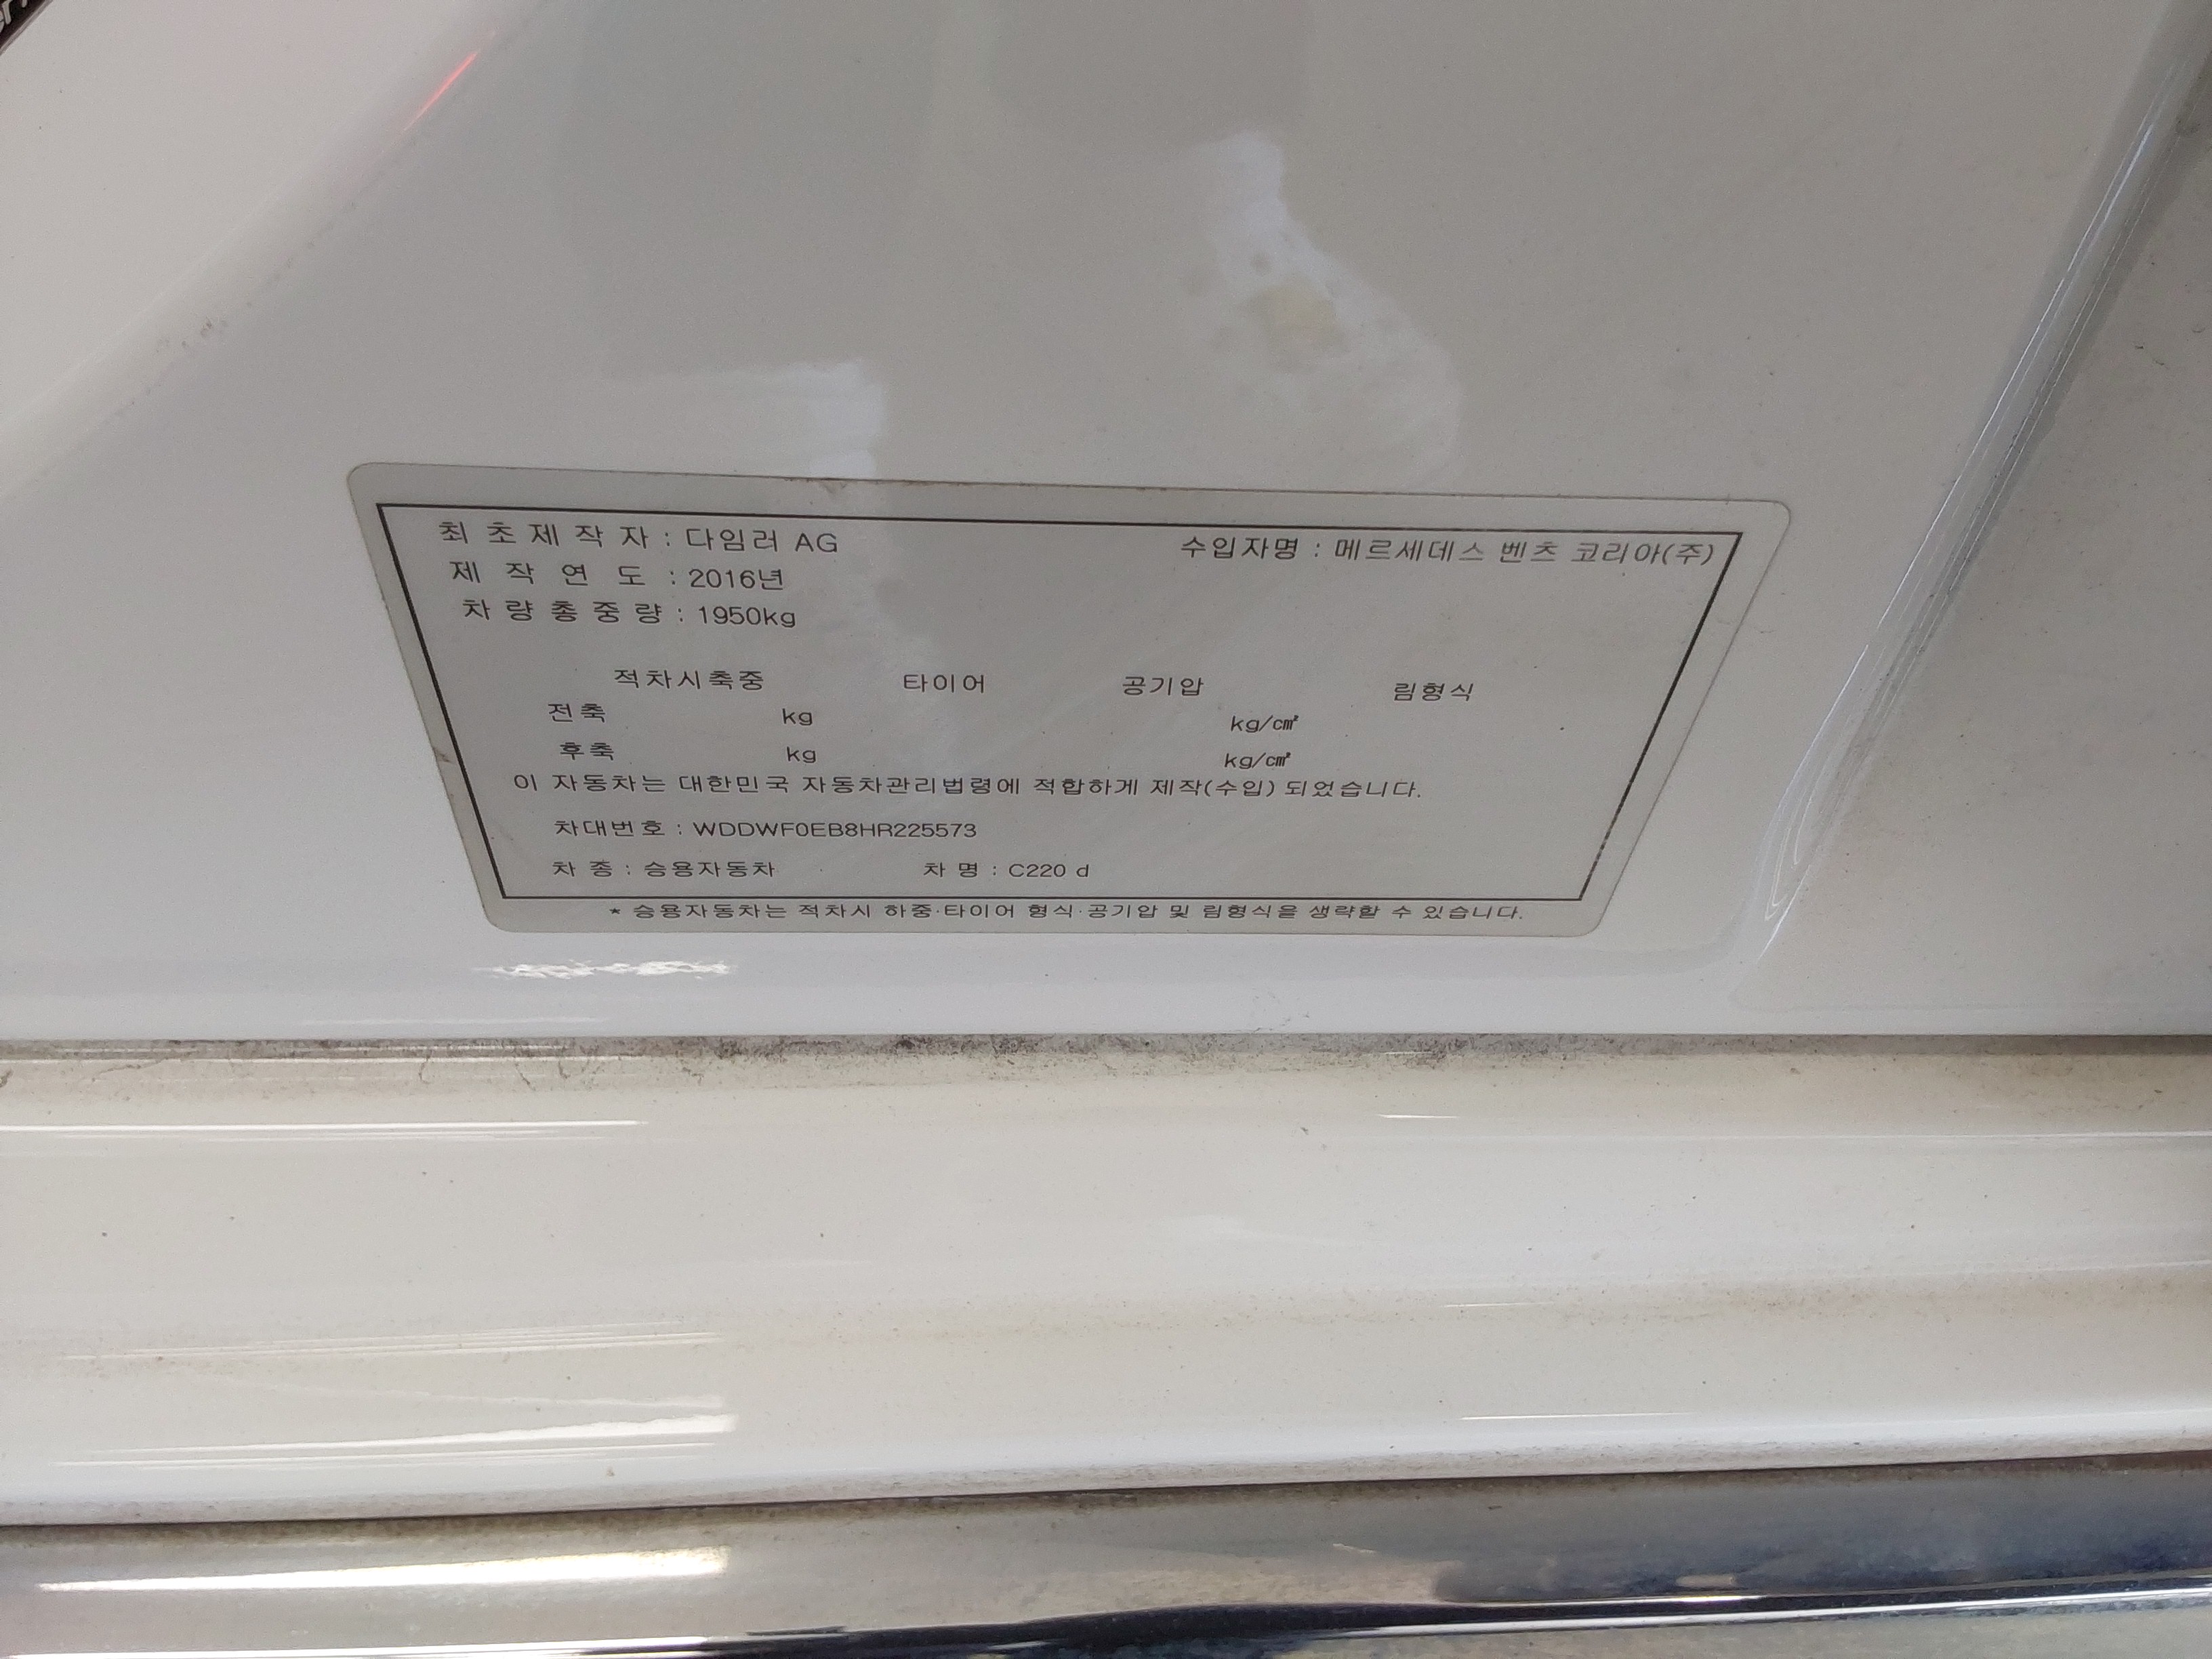 최초제작자 : 다임러 AG 수입자명 : 메르세데스 벤츠 코리아(주)
제작연도 : 2016년
차량총중량 : 1950kg
적차시축중 타이어 공기압 림형식
전축 kg kg/㎠
후축 kg kg/㎠
이 자동차는 대한민국 자동차관리법령에 적합하게 제작(수입) 되었습니다.
차대번호 : WDDWF0EB8HR225573
차 종 : 승용자동차 차 명 : C220 d
* 승용자동차는 적차시 하중·타이어 형식·공기압 및 림형식을 생략할 수 있습니다.